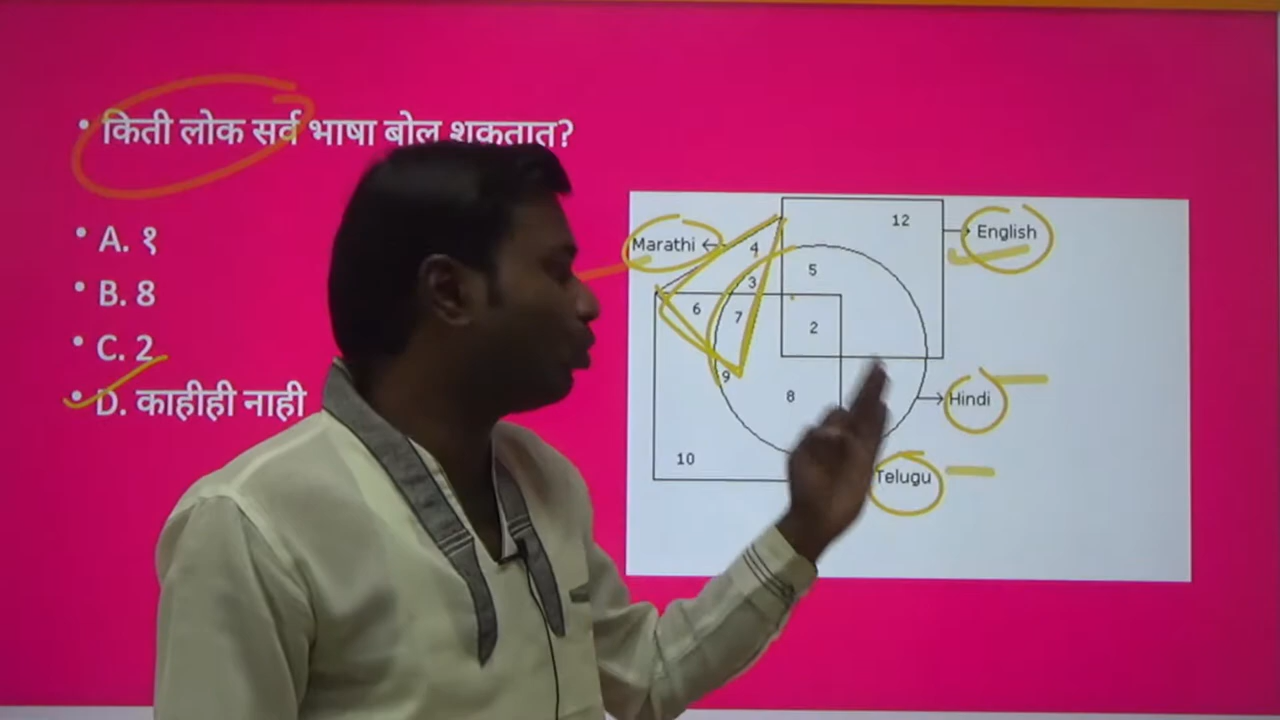 • किती लोक सर्व भाषा बोलू शकतात?
• A. १
• B. 8
• C. 2
• D. काहीही नाही
12
Marathi
English
4
5
3
6
7
2
9
8
Hindi
10
Telugu